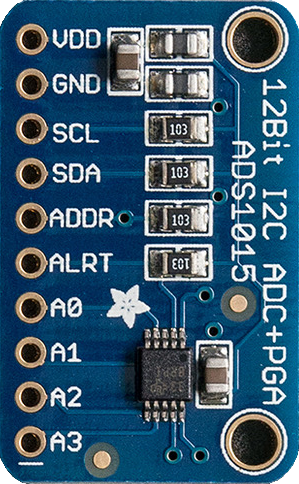 VDD
GND
SCL
103
SDA
103
ADDR
103
ALRT
103
A0
A1
A2
A3
12Bit I2C ADC+PGA
ADS1015